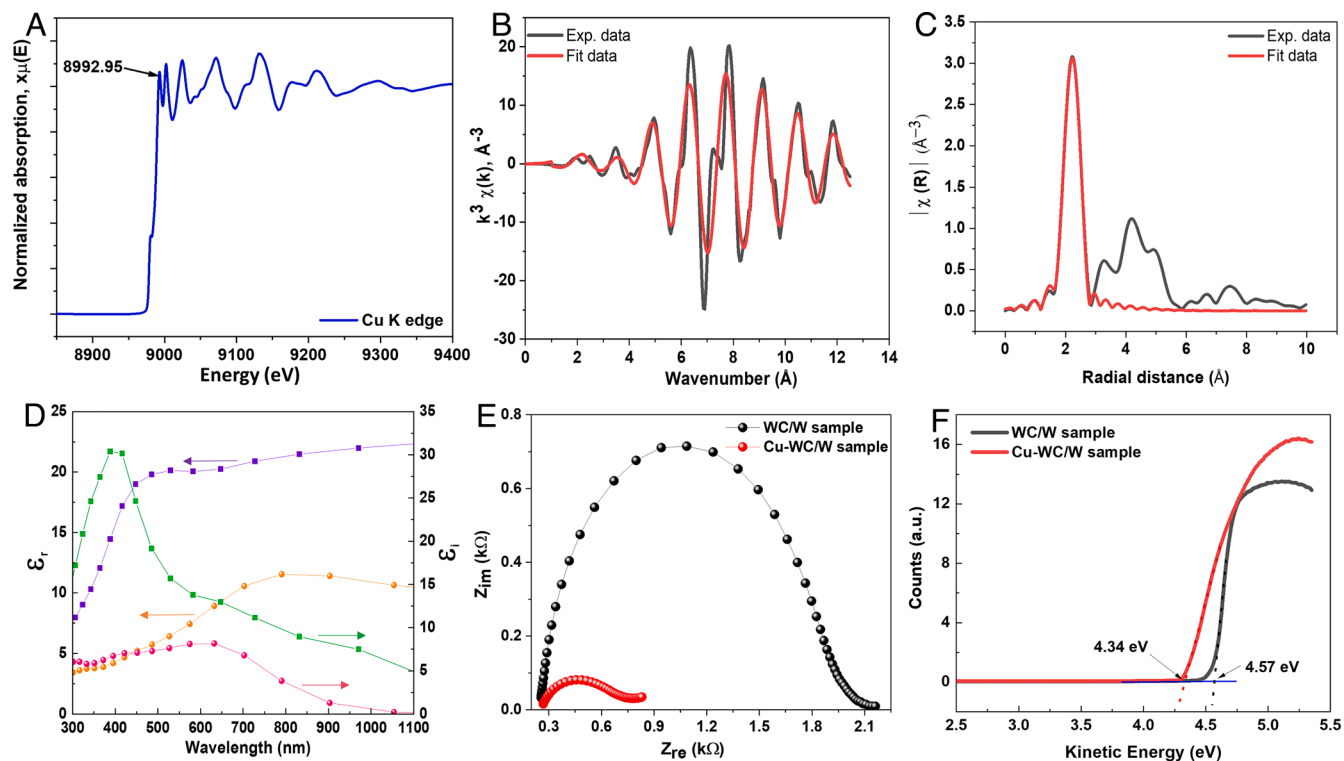 A
Normalized absorption, xμ(E)
8992.95
Cu K edge
8900 9000 9100 9200 9300 9400
Energy (eV)
B
Exp. data
Fit data
k³ χ(k), Å⁻³
20
10
0
-10
-20
-30
0 2 4 6 8 10 12 14
Wavenumber (Å)
C
Exp. data
Fit data
|χ (R)| (Å⁻³)
3.5
3.0
2.5
2.0
1.5
1.0
0.5
0.0
0 2 4 6 8 10
Radial distance (Å)
D
εr
25
20
15
10
5
0
εi
35
30
25
20
15
10
5
0
300 400 500 600 700 800 900 1000 1100
Wavelength (nm)
E
WC/W sample
Cu-WC/W sample
Zim (kΩ)
0.8
0.6
0.4
0.2
0.0
0.3 0.6 0.9 1.2 1.5 1.8 2.1
Zre (kΩ)
F
WC/W sample
Cu-WC/W sample
Counts (a.u.)
16
12
8
4
0
4.34 eV
4.57 eV
2.5 3.0 3.5 4.0 4.5 5.0 5.5
Kinetic Energy (eV)